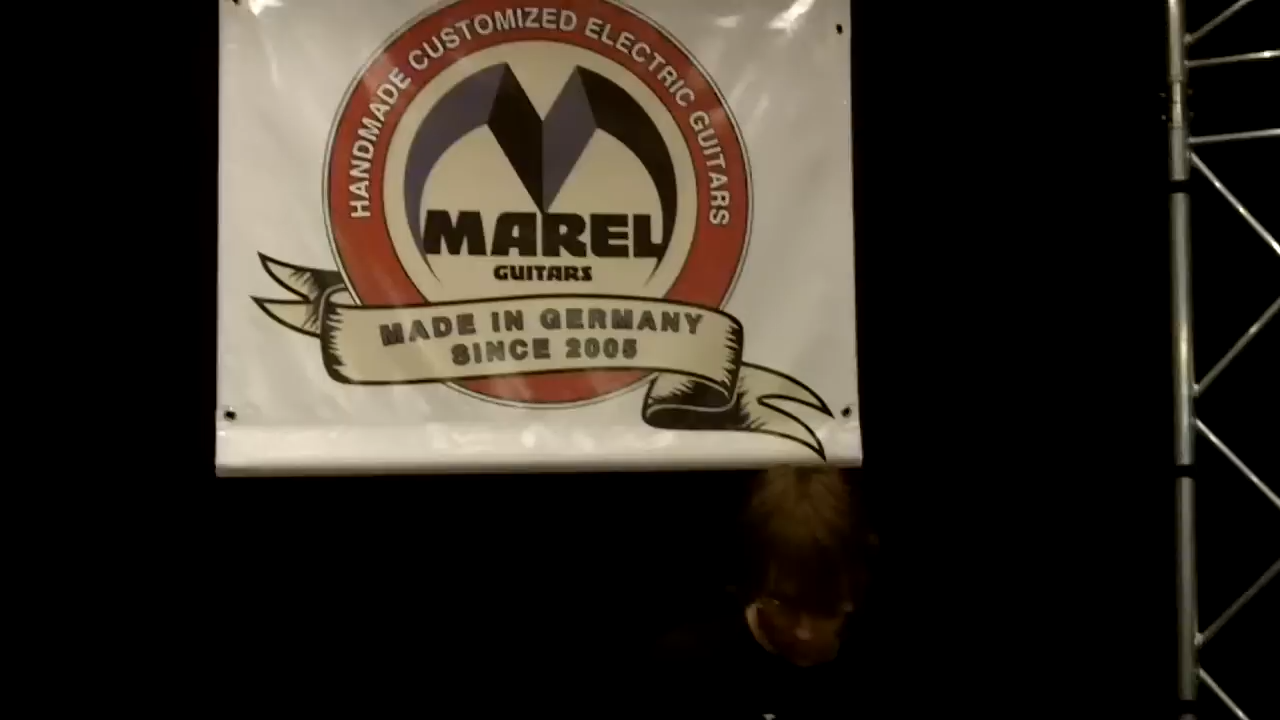 HANDMADE CUSTOMIZED ELECTRIC GUITARS
MAREL
GUITARS
MADE IN GERMANY
SINCE 2005